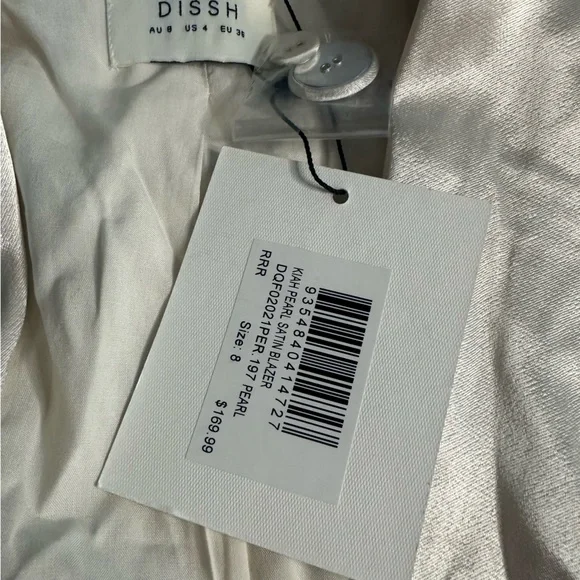 DISSH
AU 8 US 4 EU 36
9354840414727
KIAH PEARL SATIN BLAZER
DQF02021PER.197 PEARL
RRR Size: 8 $169.99